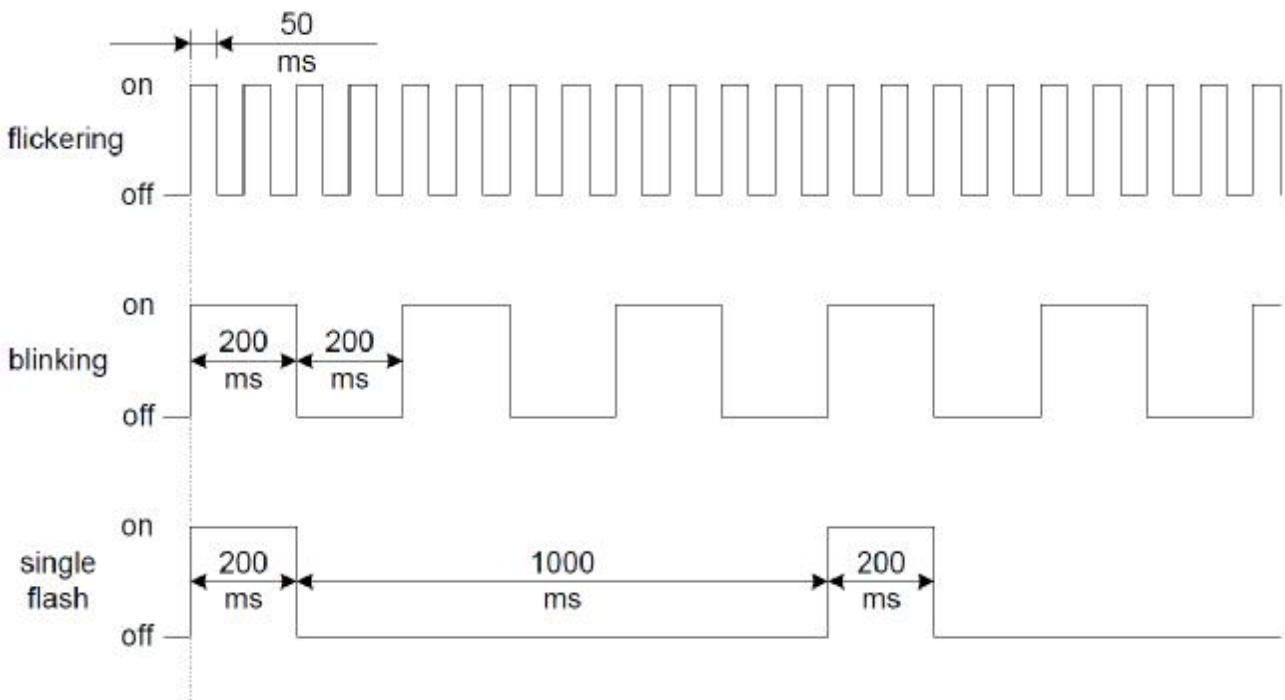 50
ms
on
flickering
off
on
200
ms
200
ms
blinking
off
on
single
flash
200
ms
1000
ms
200
ms
off